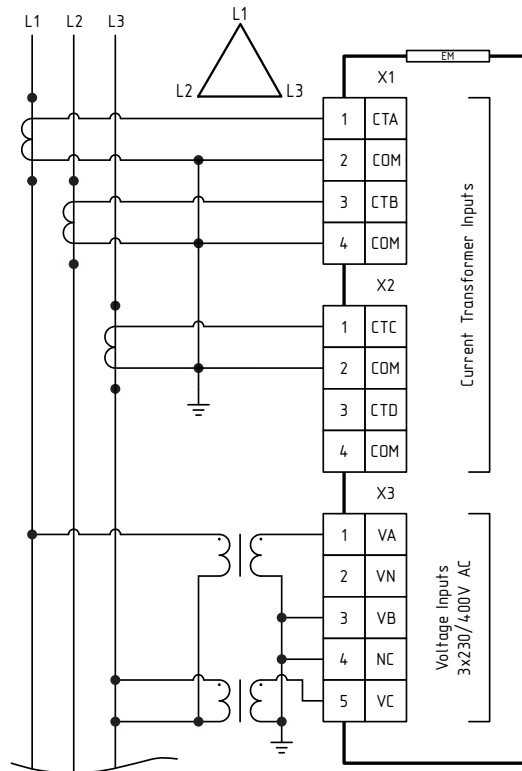 L1 L2 L3
L1
L2 L3
EM
X1
1 CTA
2 COM
3 CTB
4 COM
X2
1 CTC
2 COM
3 CTD
4 COM
Current Transformer Inputs
X3
1 VA
2 VN
3 VB
4 NC
5 VC
Voltage Inputs
3x230/400V AC